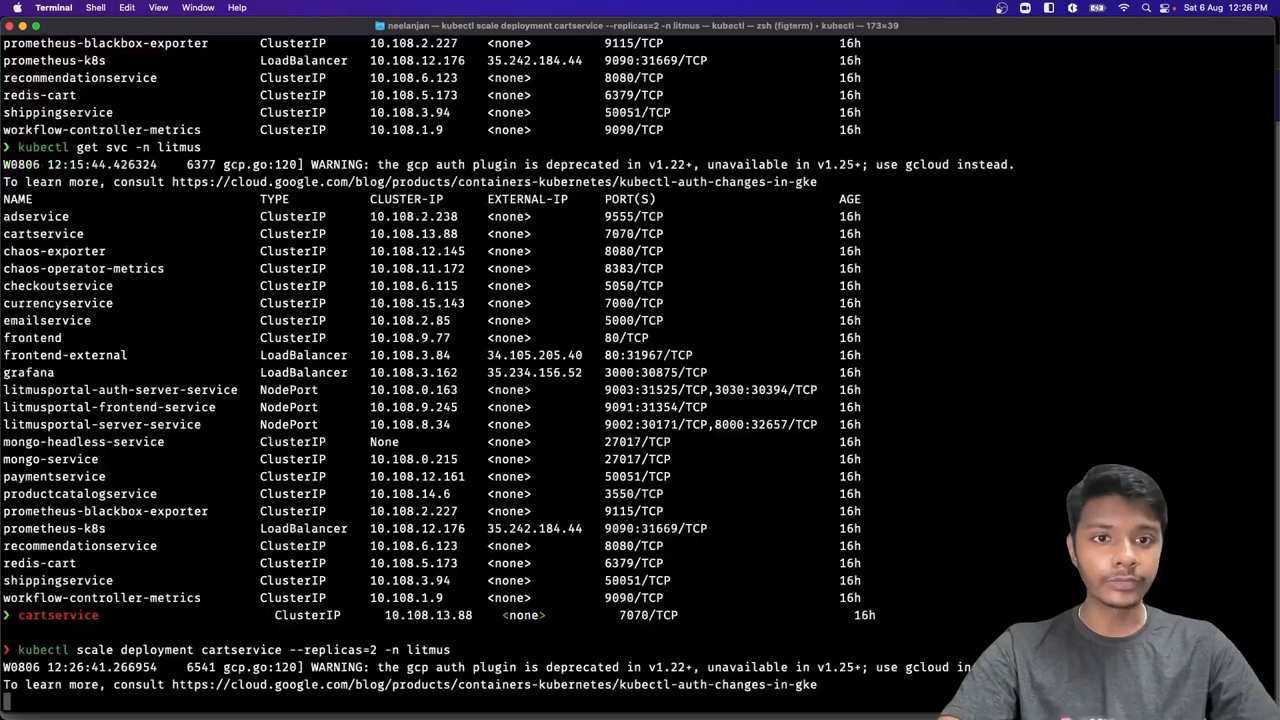 Terminal Shell Edit View Window Help Sat 6 Aug 12:26 PM
neelanjan — kubectl scale deployment cartservice --replicas=2 -n litmus — kubectl — zsh (figterm) ▸ kubectl — 173×39
prometheus-blackbox-exporter ClusterIP 10.108.2.227 <none> 9115/TCP 16h
prometheus-k8s LoadBalancer 10.108.12.176 35.242.184.44 9090:31669/TCP 16h
recommendationservice ClusterIP 10.108.6.123 <none> 8080/TCP 16h
redis-cart ClusterIP 10.108.5.173 <none> 6379/TCP 16h
shippingservice ClusterIP 10.108.3.94 <none> 50051/TCP 16h
workflow-controller-metrics ClusterIP 10.108.1.9 <none> 9090/TCP 16h
❯ kubectl get svc -n litmus
W0806 12:15:44.426324 6377 gcp.go:120] WARNING: the gcp auth plugin is deprecated in v1.22+, unavailable in v1.25+; use gcloud instead.
To learn more, consult https://cloud.google.com/blog/products/containers-kubernetes/kubectl-auth-changes-in-gke
NAME TYPE CLUSTER-IP EXTERNAL-IP PORT(S) AGE
adservice ClusterIP 10.108.2.238 <none> 9555/TCP 16h
cartservice ClusterIP 10.108.13.88 <none> 7070/TCP 16h
chaos-exporter ClusterIP 10.108.12.145 <none> 8080/TCP 16h
chaos-operator-metrics ClusterIP 10.108.11.172 <none> 8383/TCP 16h
checkoutservice ClusterIP 10.108.6.115 <none> 5050/TCP 16h
currencyservice ClusterIP 10.108.15.143 <none> 7000/TCP 16h
emailservice ClusterIP 10.108.2.85 <none> 5000/TCP 16h
frontend ClusterIP 10.108.9.77 <none> 80/TCP 16h
frontend-external LoadBalancer 10.108.3.84 34.105.205.40 80:31967/TCP 16h
grafana LoadBalancer 10.108.3.162 35.234.156.52 3000:30875/TCP 16h
litmusportal-auth-server-service NodePort 10.108.0.163 <none> 9003:31525/TCP,3030:30394/TCP 16h
litmusportal-frontend-service NodePort 10.108.9.245 <none> 9091:31354/TCP 16h
litmusportal-server-service NodePort 10.108.8.34 <none> 9002:30171/TCP,8000:32657/TCP 16h
mongo-headless-service ClusterIP None <none> 27017/TCP 16h
mongo-service ClusterIP 10.108.0.215 <none> 27017/TCP 16h
paymentservice ClusterIP 10.108.12.161 <none> 50051/TCP 16h
productcatalogservice ClusterIP 10.108.14.6 <none> 3550/TCP 16h
prometheus-blackbox-exporter ClusterIP 10.108.2.227 <none> 9115/TCP 16h
prometheus-k8s LoadBalancer 10.108.12.176 35.242.184.44 9090:31669/TCP 16h
recommendationservice ClusterIP 10.108.6.123 <none> 8080/TCP 16h
redis-cart ClusterIP 10.108.5.173 <none> 6379/TCP 16h
shippingservice ClusterIP 10.108.3.94 <none> 50051/TCP 16h
workflow-controller-metrics ClusterIP 10.108.1.9 <none> 9090/TCP 16h
❯ cartservice ClusterIP 10.108.13.88 <none> 7070/TCP 16h
❯ kubectl scale deployment cartservice --replicas=2 -n litmus
W0806 12:26:41.266954 6541 gcp.go:120] WARNING: the gcp auth plugin is deprecated in v1.22+, unavailable in v1.25+; use gcloud in
To learn more, consult https://cloud.google.com/blog/products/containers-kubernetes/kubectl-auth-changes-in-gke